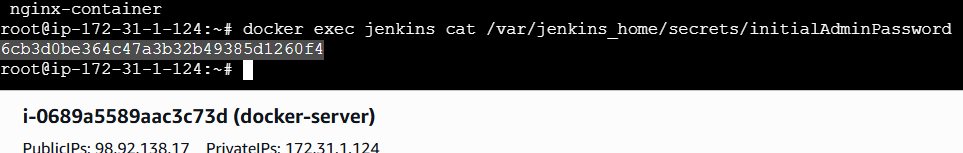 nginx-container
root@ip-172-31-1-124:~# docker exec jenkins cat /var/jenkins_home/secrets/initialAdminPassword
6cb3d0be364c47a3b32b49385d1260f4
root@ip-172-31-1-124:~#
i-0689a5589aac3c73d (docker-server)
PublicIPs: 98.92.138.17 PrivateIPs: 172.31.1.124